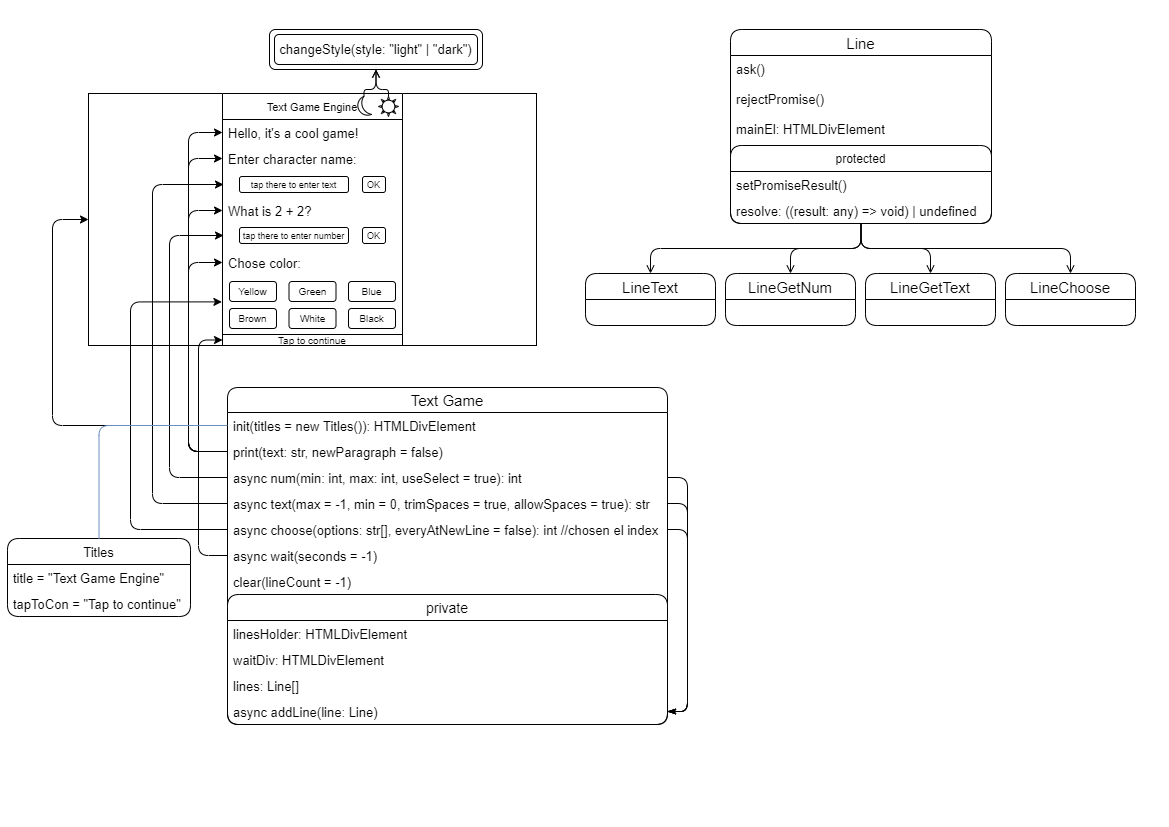 changeStyle(style: "light" | "dark")
Text Game Engine
Hello, it's a cool game!
Enter character name:
tap there to enter text OK
What is 2 + 2?
tap there to enter number OK
Chose color:
Yellow Green Blue
Brown White Black
Tap to continue
Line
ask()
rejectPromise()
mainEl: HTMLDivElement
protected
setPromiseResult()
resolve: ((result: any) => void) | undefined
LineText
LineGetNum
LineGetText
LineChoose
Text Game
init(titles = new Titles()): HTMLDivElement
print(text: str, newParagraph = false)
async num(min: int, max: int, useSelect = true): int
async text(max = -1, min = 0, trimSpaces = true, allowSpaces = true): str
async choose(options: str[], everyAtNewLine = false): int //chosen el index
async wait(seconds = -1)
clear(lineCount = -1)
private
linesHolder: HTMLDivElement
waitDiv: HTMLDivElement
lines: Line[]
async addLine(line: Line)
Titles
title = "Text Game Engine"
tapToCon = "Tap to continue"